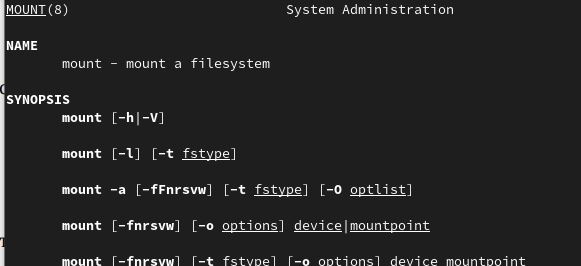 MOUNT(8) System Administration
NAME
mount - mount a filesystem
SYNOPSIS
mount [-h|-V]
mount [-l] [-t fstype]
mount -a [-fFnrsvw] [-t fstype] [-O optlist]
mount [-fnrsvw] [-o options] device|mountpoint
mount [-fnrsvw] [-t fstype] [-o options] device mountpoint